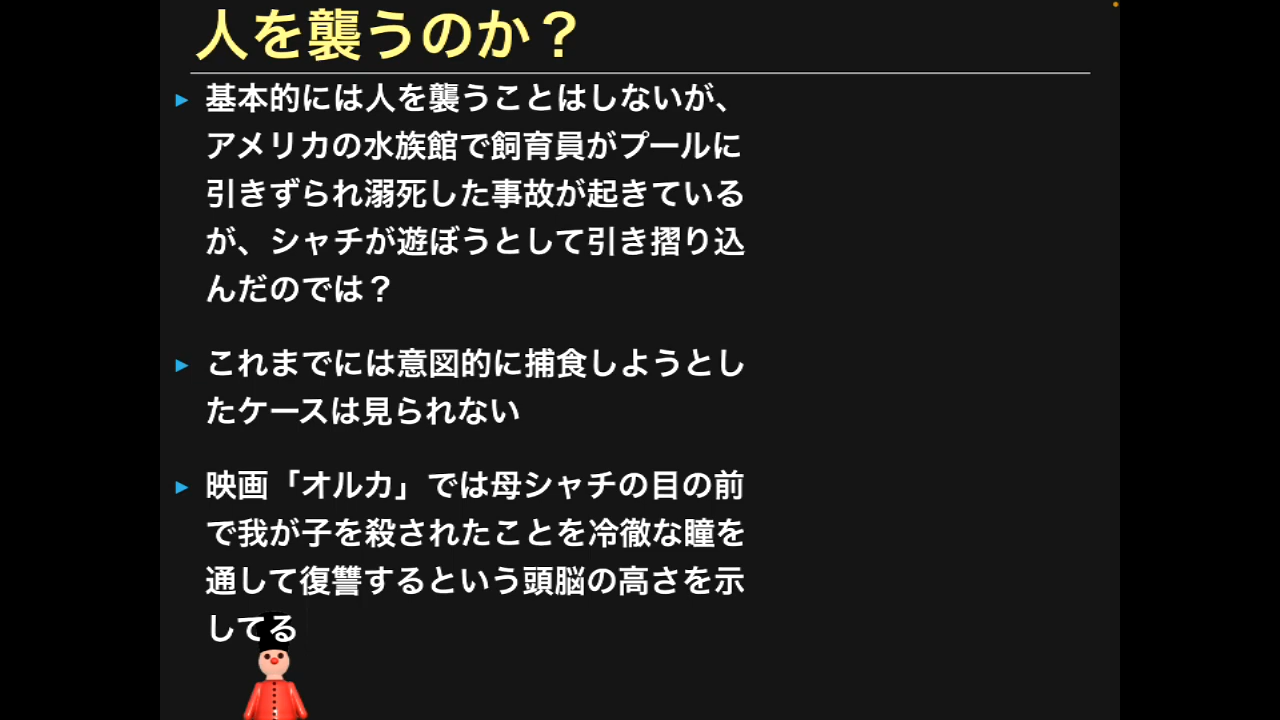 人を襲うのか？
基本的には人を襲うことはしないが、
アメリカの水族館で飼育員がプールに
引きずられ溺死した事故が起きている
が、シャチが遊ぼうとして引き摺り込
んだのでは？
これまでには意図的に捕食しようとし
たケースは見られない
映画「オルカ」では母シャチの目の前
で我が子を殺されたことを冷徹な瞳を
通して復讐するという頭脳の高さを示
してる